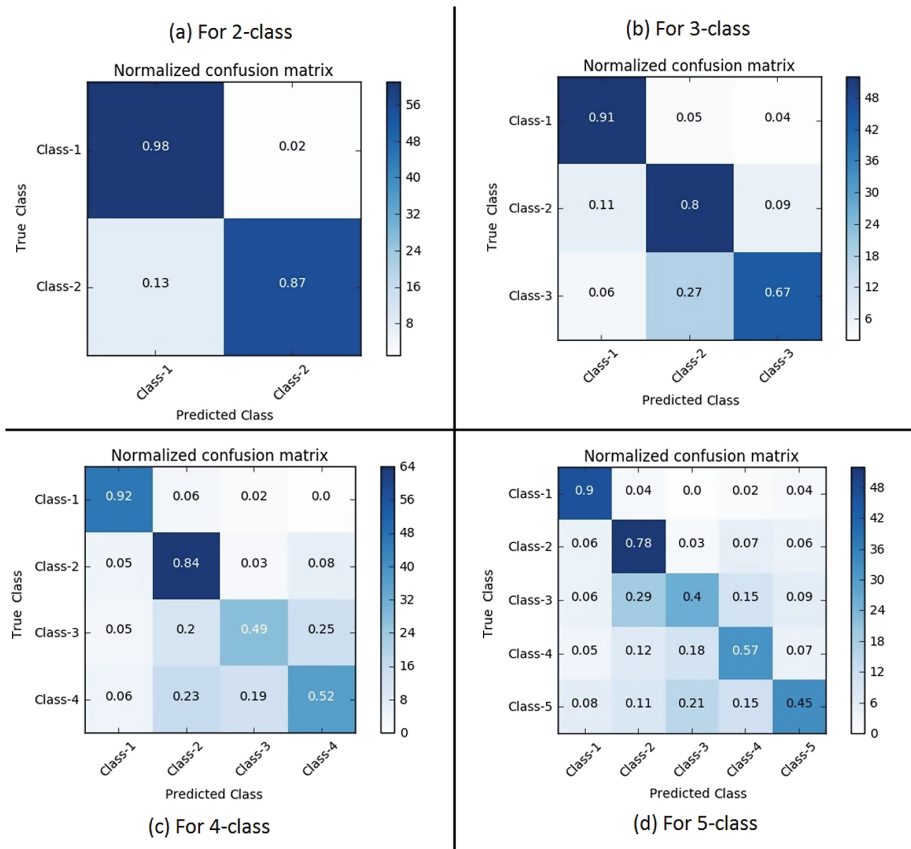 (a) For 2-class
Normalized confusion matrix
True Class
Class-1
0.98 0.02
Class-2
0.13 0.87
Class-1 Class-2
Predicted Class
56
48
40
32
24
16
8
(b) For 3-class
Normalized confusion matrix
True Class
Class-1
0.91 0.05 0.04
Class-2
0.11 0.8 0.09
Class-3
0.06 0.27 0.67
Class-1 Class-2 Class-3
Predicted Class
48
42
36
30
24
18
12
6
Normalized confusion matrix
True Class
Class-1
0.92 0.06 0.02 0.0
Class-2
0.05 0.84 0.03 0.08
Class-3
0.05 0.2 0.49 0.25
Class-4
0.06 0.23 0.19 0.52
Class-1 Class-2 Class-3 Class-4
Predicted Class
64
56
48
40
32
24
16
8
0
(c) For 4-class
Normalized confusion matrix
True Class
Class-1
0.9 0.04 0.0 0.02 0.04
Class-2
0.06 0.78 0.03 0.07 0.06
Class-3
0.06 0.29 0.4 0.15 0.09
Class-4
0.05 0.12 0.18 0.57 0.07
Class-5
0.08 0.11 0.21 0.15 0.45
Class-1 Class-2 Class-3 Class-4 Class-5
Predicted Class
48
42
36
30
24
18
12
6
0
(d) For 5-class